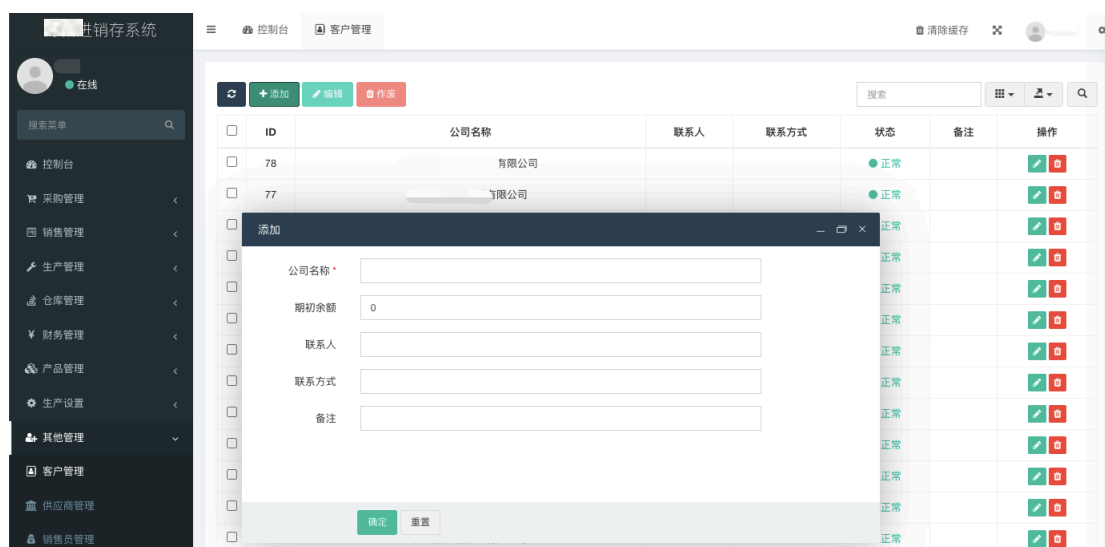 进销存系统
控制台
客户管理
清除缓存
在线
添加
编辑
作废
搜索
搜索菜单
ID
公司名称
联系人
联系方式
状态
备注
操作
控制台
采购管理
销售管理
生产管理
仓库管理
¥ 财务管理
产品管理
生产设置
其他管理
客户管理
供应商管理
销售员管理
78
有限公司
正常
77
有限公司
正常
正常
正常
正常
正常
正常
正常
正常
正常
正常
正常
正常
添加
公司名称*
期初余额
0
联系人
联系方式
备注
确定
重置